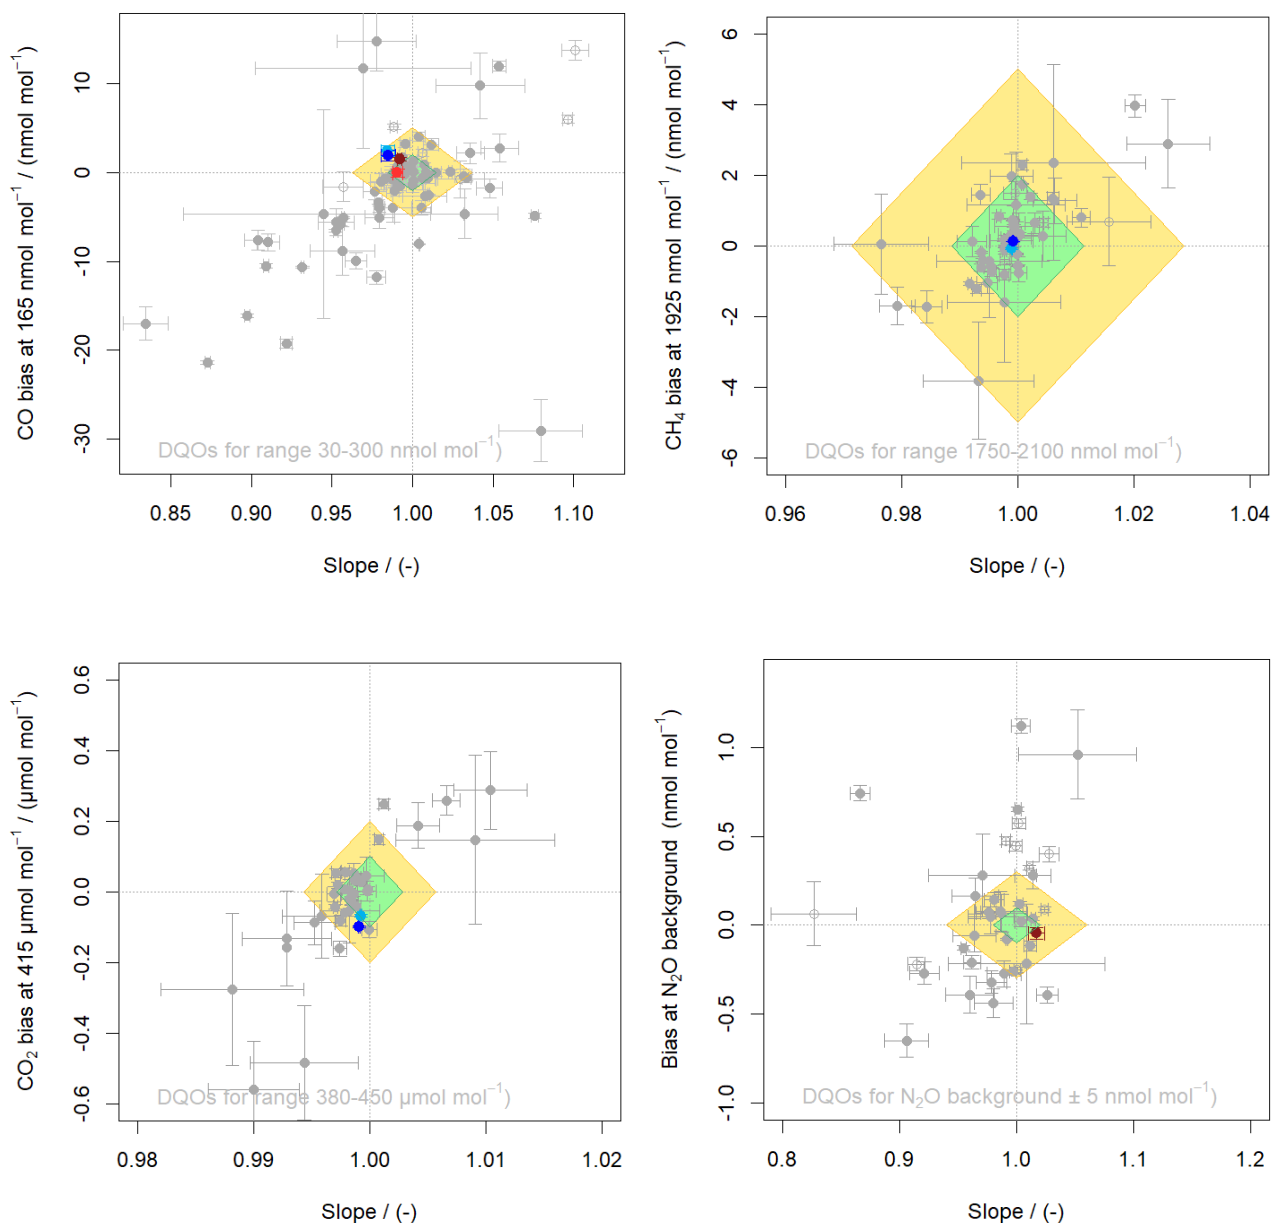 CO bias at 165 nmol mol⁻¹ / (nmol mol⁻¹)
10
0
-10
-20
-30
DQOs for range 30-300 nmol mol⁻¹)
0.85 0.90 0.95 1.00 1.05 1.10
Slope / (-)
CH₄ bias at 1925 nmol mol⁻¹ / (nmol mol⁻¹)
6
4
2
0
-2
-4
-6
DQOs for range 1750-2100 nmol mol⁻¹)
0.96 0.98 1.00 1.02 1.04
Slope / (-)
CO₂ bias at 415 µmol mol⁻¹ / (µmol mol⁻¹)
0.6
0.4
0.2
0.0
-0.2
-0.4
-0.6
DQOs for range 380-450 µmol mol⁻¹)
0.98 0.99 1.00 1.01 1.02
Slope / (-)
Bias at N₂O background (nmol mol⁻¹)
1.0
0.5
0.0
-0.5
-1.0
DQOs for N₂O background ± 5 nmol mol⁻¹)
0.8 0.9 1.0 1.1 1.2
Slope / (-)